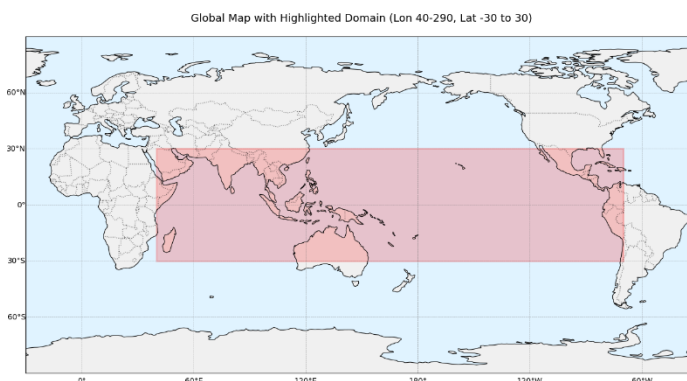 Global Map with Highlighted Domain (Lon 40-290, Lat -30 to 30)
60°N
30°N
0°
30°S
60°S
0° 60°E 120°E 180° 120°W 60°W